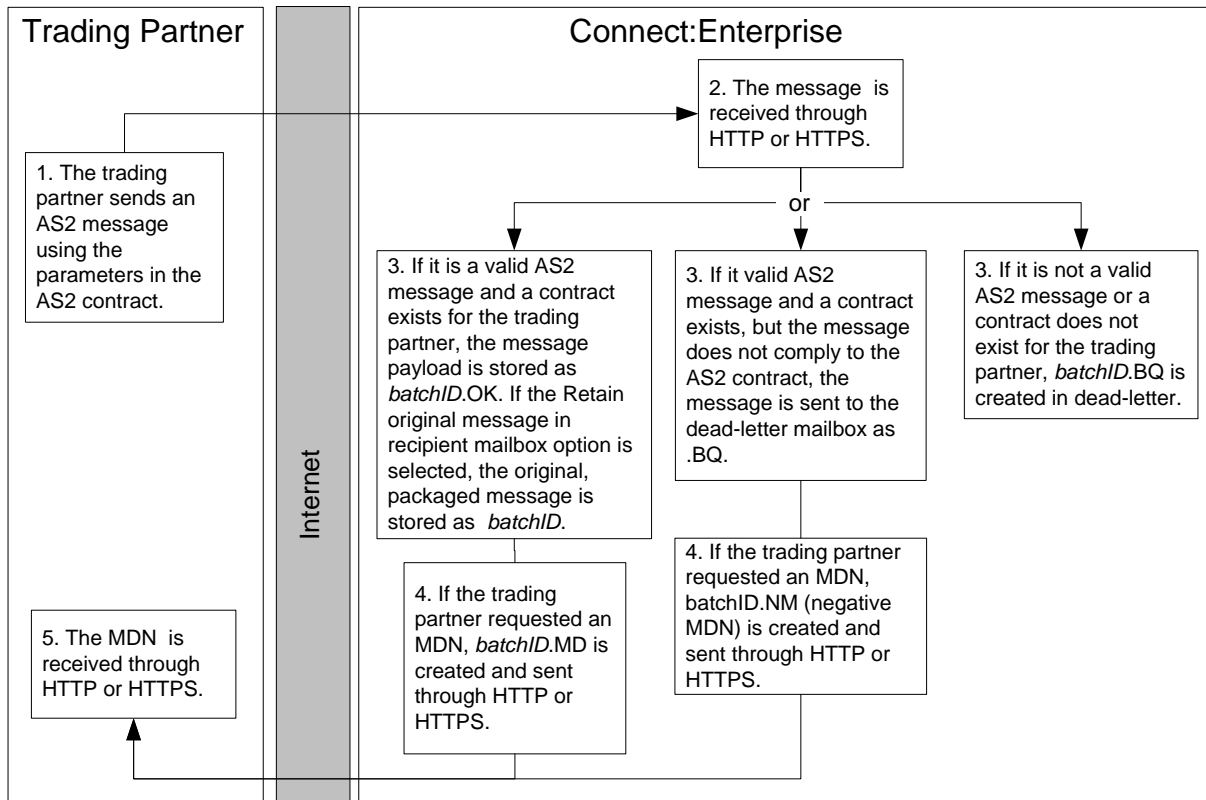 Trading Partner
Connect:Enterprise
Internet
1. The trading
partner sends an
AS2 message
using the
parameters in the
AS2 contract.
2. The message is
received through
HTTP or HTTPS.
or
3. If it is a valid AS2
message and a contract
exists for the trading
partner, the message
payload is stored as
batchID.OK. If the Retain
original message in
recipient mailbox option is
selected, the original,
packaged message is
stored as batchID.
3. If it valid AS2
message and a contract
exists, but the message
does not comply to the
AS2 contract, the
message is sent to the
dead-letter mailbox as
.BQ.
3. If it is not a valid
AS2 message or a
contract does not
exist for the trading
partner, batchID.BQ is
created in dead-letter.
4. If the trading
partner requested an
MDN, batchID.MD is
created and sent
through HTTP or
HTTPS.
4. If the trading partner
requested an MDN,
batchID.NM (negative
MDN) is created and
sent through HTTP or
HTTPS.
5. The MDN is
received through
HTTP or HTTPS.